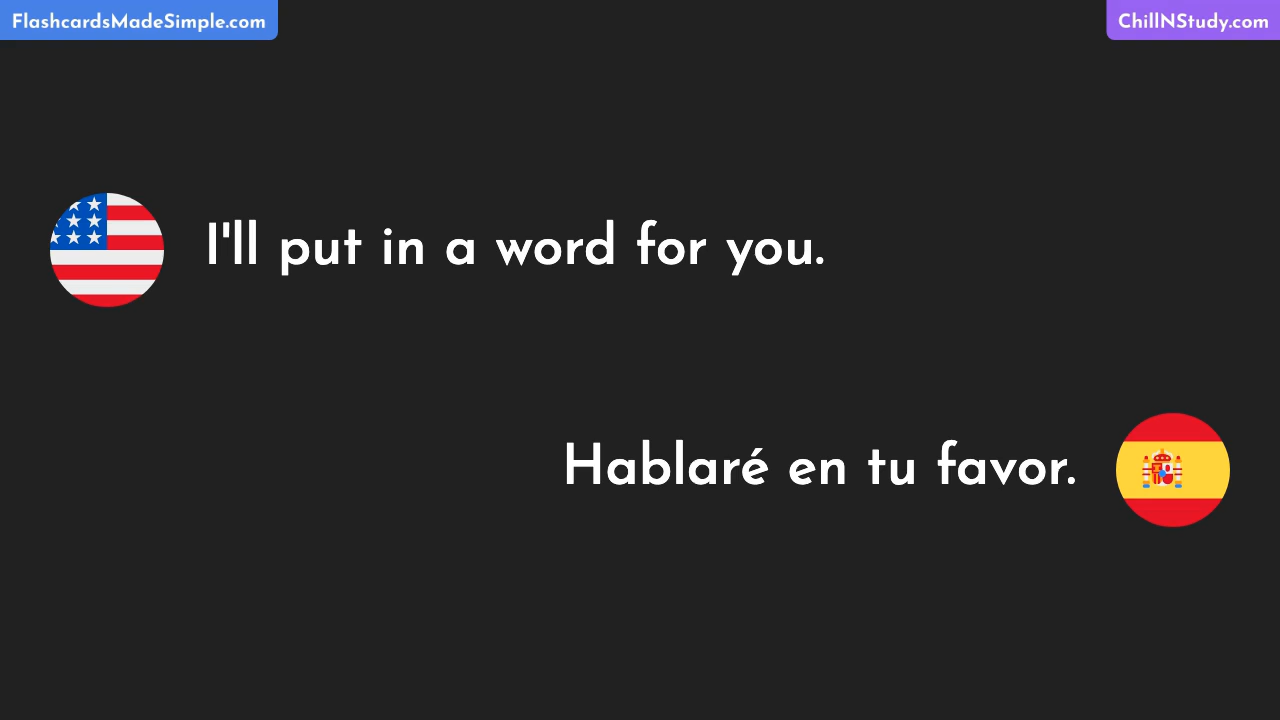 FlashcardsMadeSimple.com
ChillNStudy.com
I'll put in a word for you.
Hablaré en tu favor.